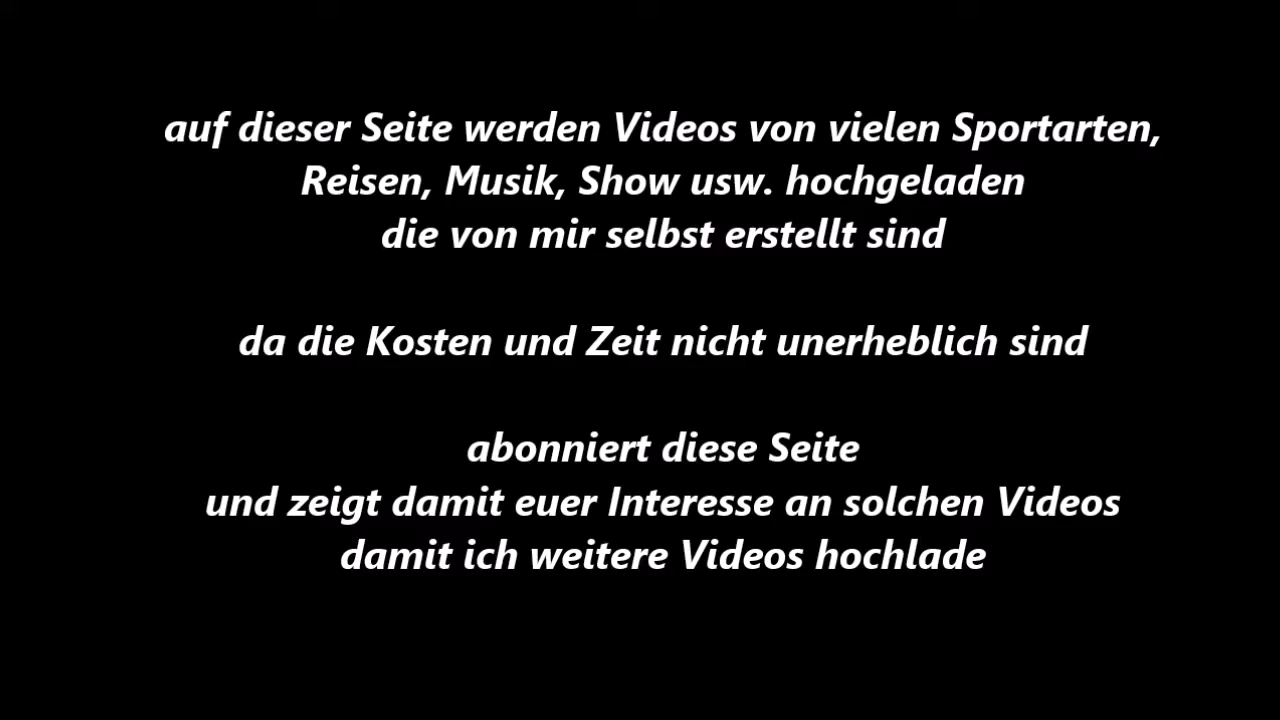 auf dieser Seite werden Videos von vielen Sportarten,
Reisen, Musik, Show usw. hochgeladen
die von mir selbst erstellt sind
da die Kosten und Zeit nicht unerheblich sind
abonniert diese Seite
und zeigt damit euer Interesse an solchen Videos
damit ich weitere Videos hochlade